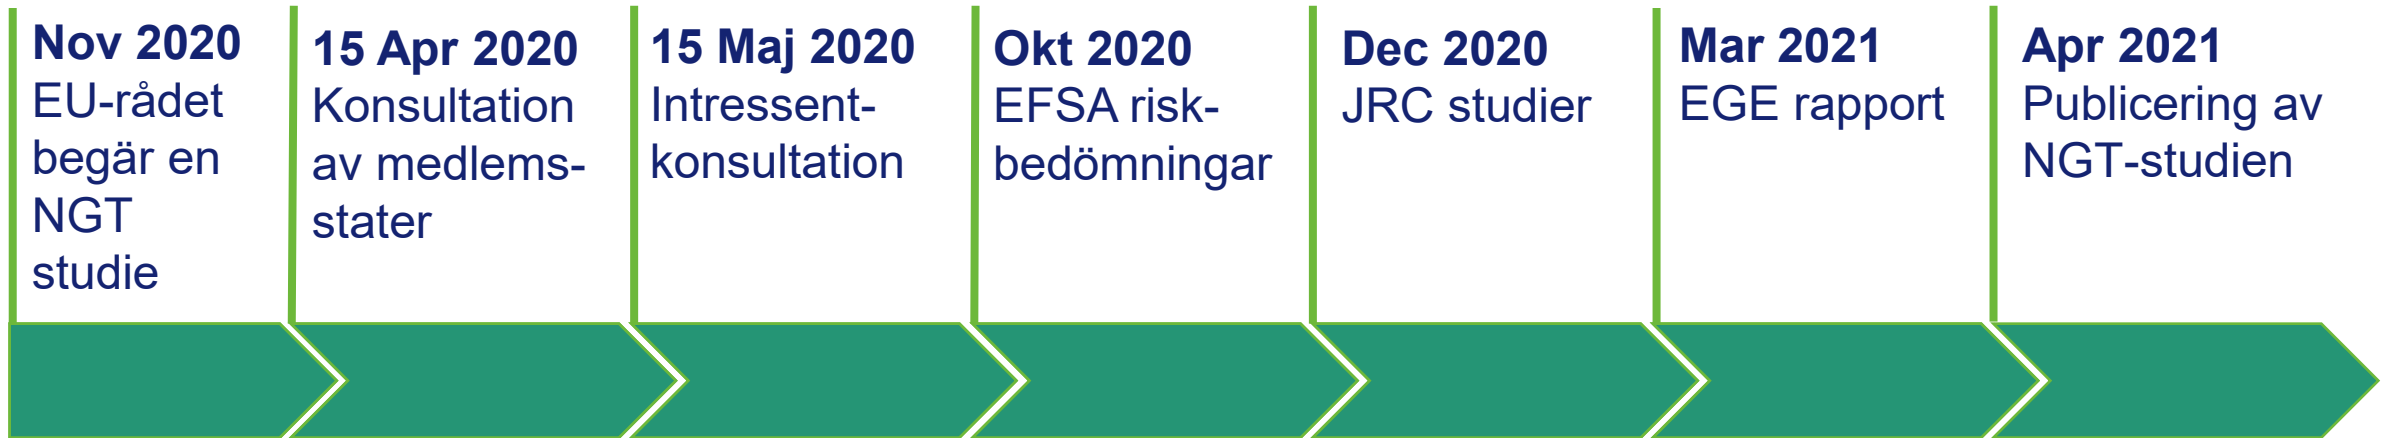 Nov 2020
EU-rådet
begär en
NGT
studie
15 Apr 2020
Konsultation
av medlems-
stater
15 Maj 2020
Intressent-
konsultation
Okt 2020
EFSA risk-
bedömningar
Dec 2020
JRC studier
Mar 2021
EGE rapport
Apr 2021
Publicering av
NGT-studien